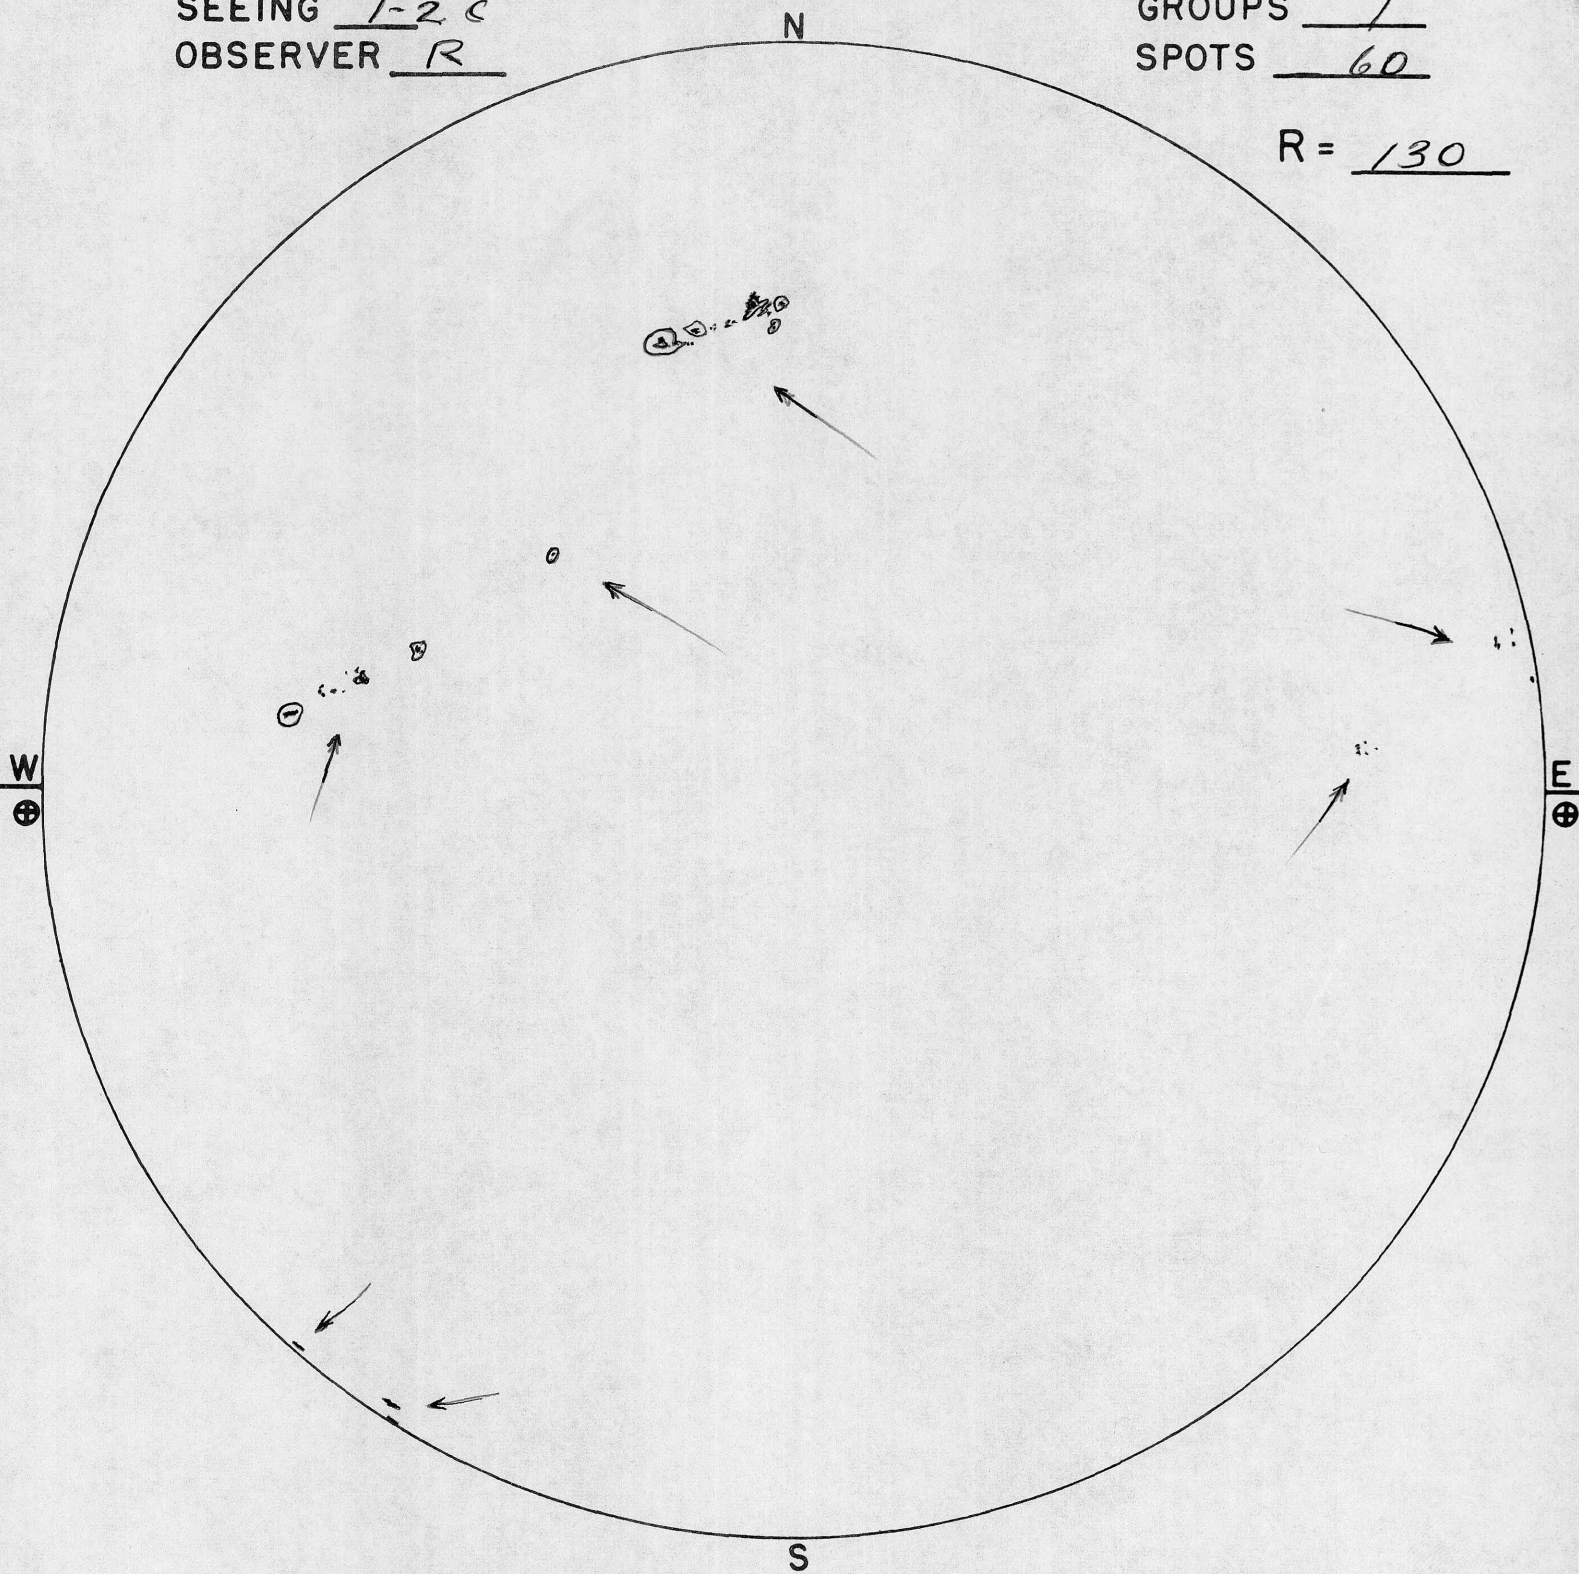 SEEING 1-2 C
OBSERVER R
GROUPS 7
SPOTS 60
R = 130
N
W
E
S